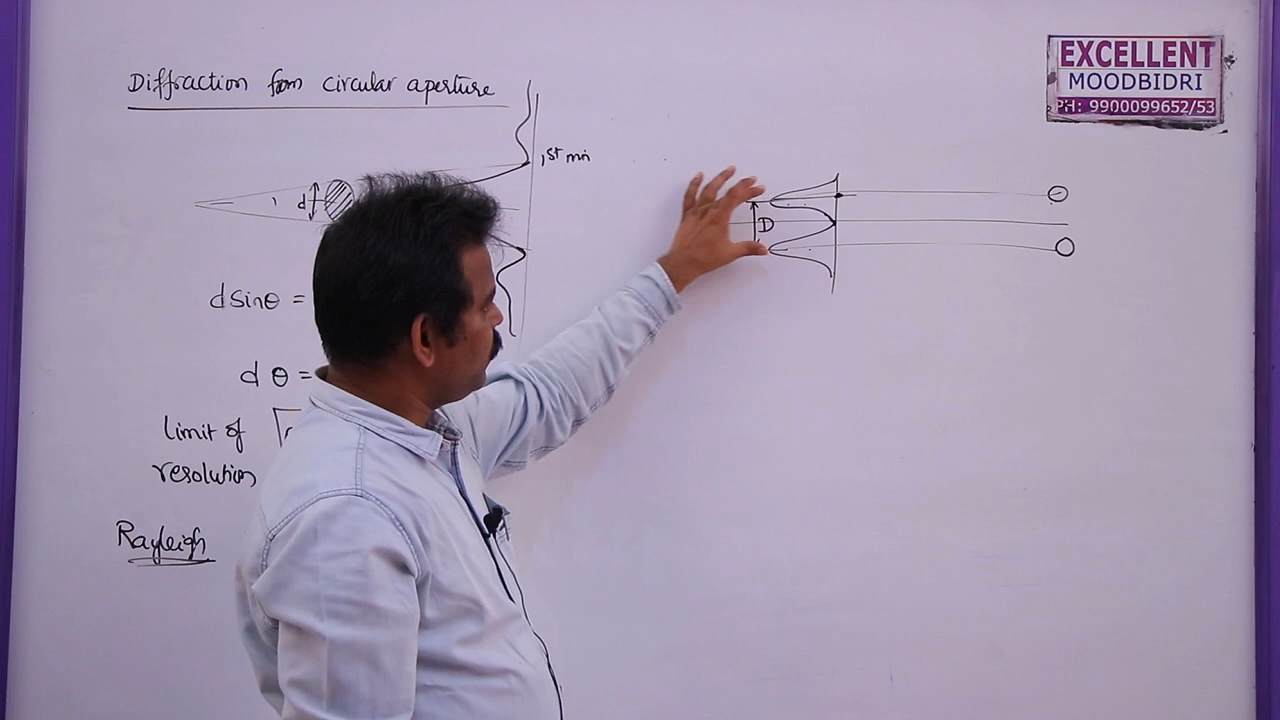 Diffraction from circular aperture
1st min
d
dsinθ =
dθ =
limit of
resolution
Rayleigh
D
EXCELLENT
MOODBIDRI
PH: 9900099652/53